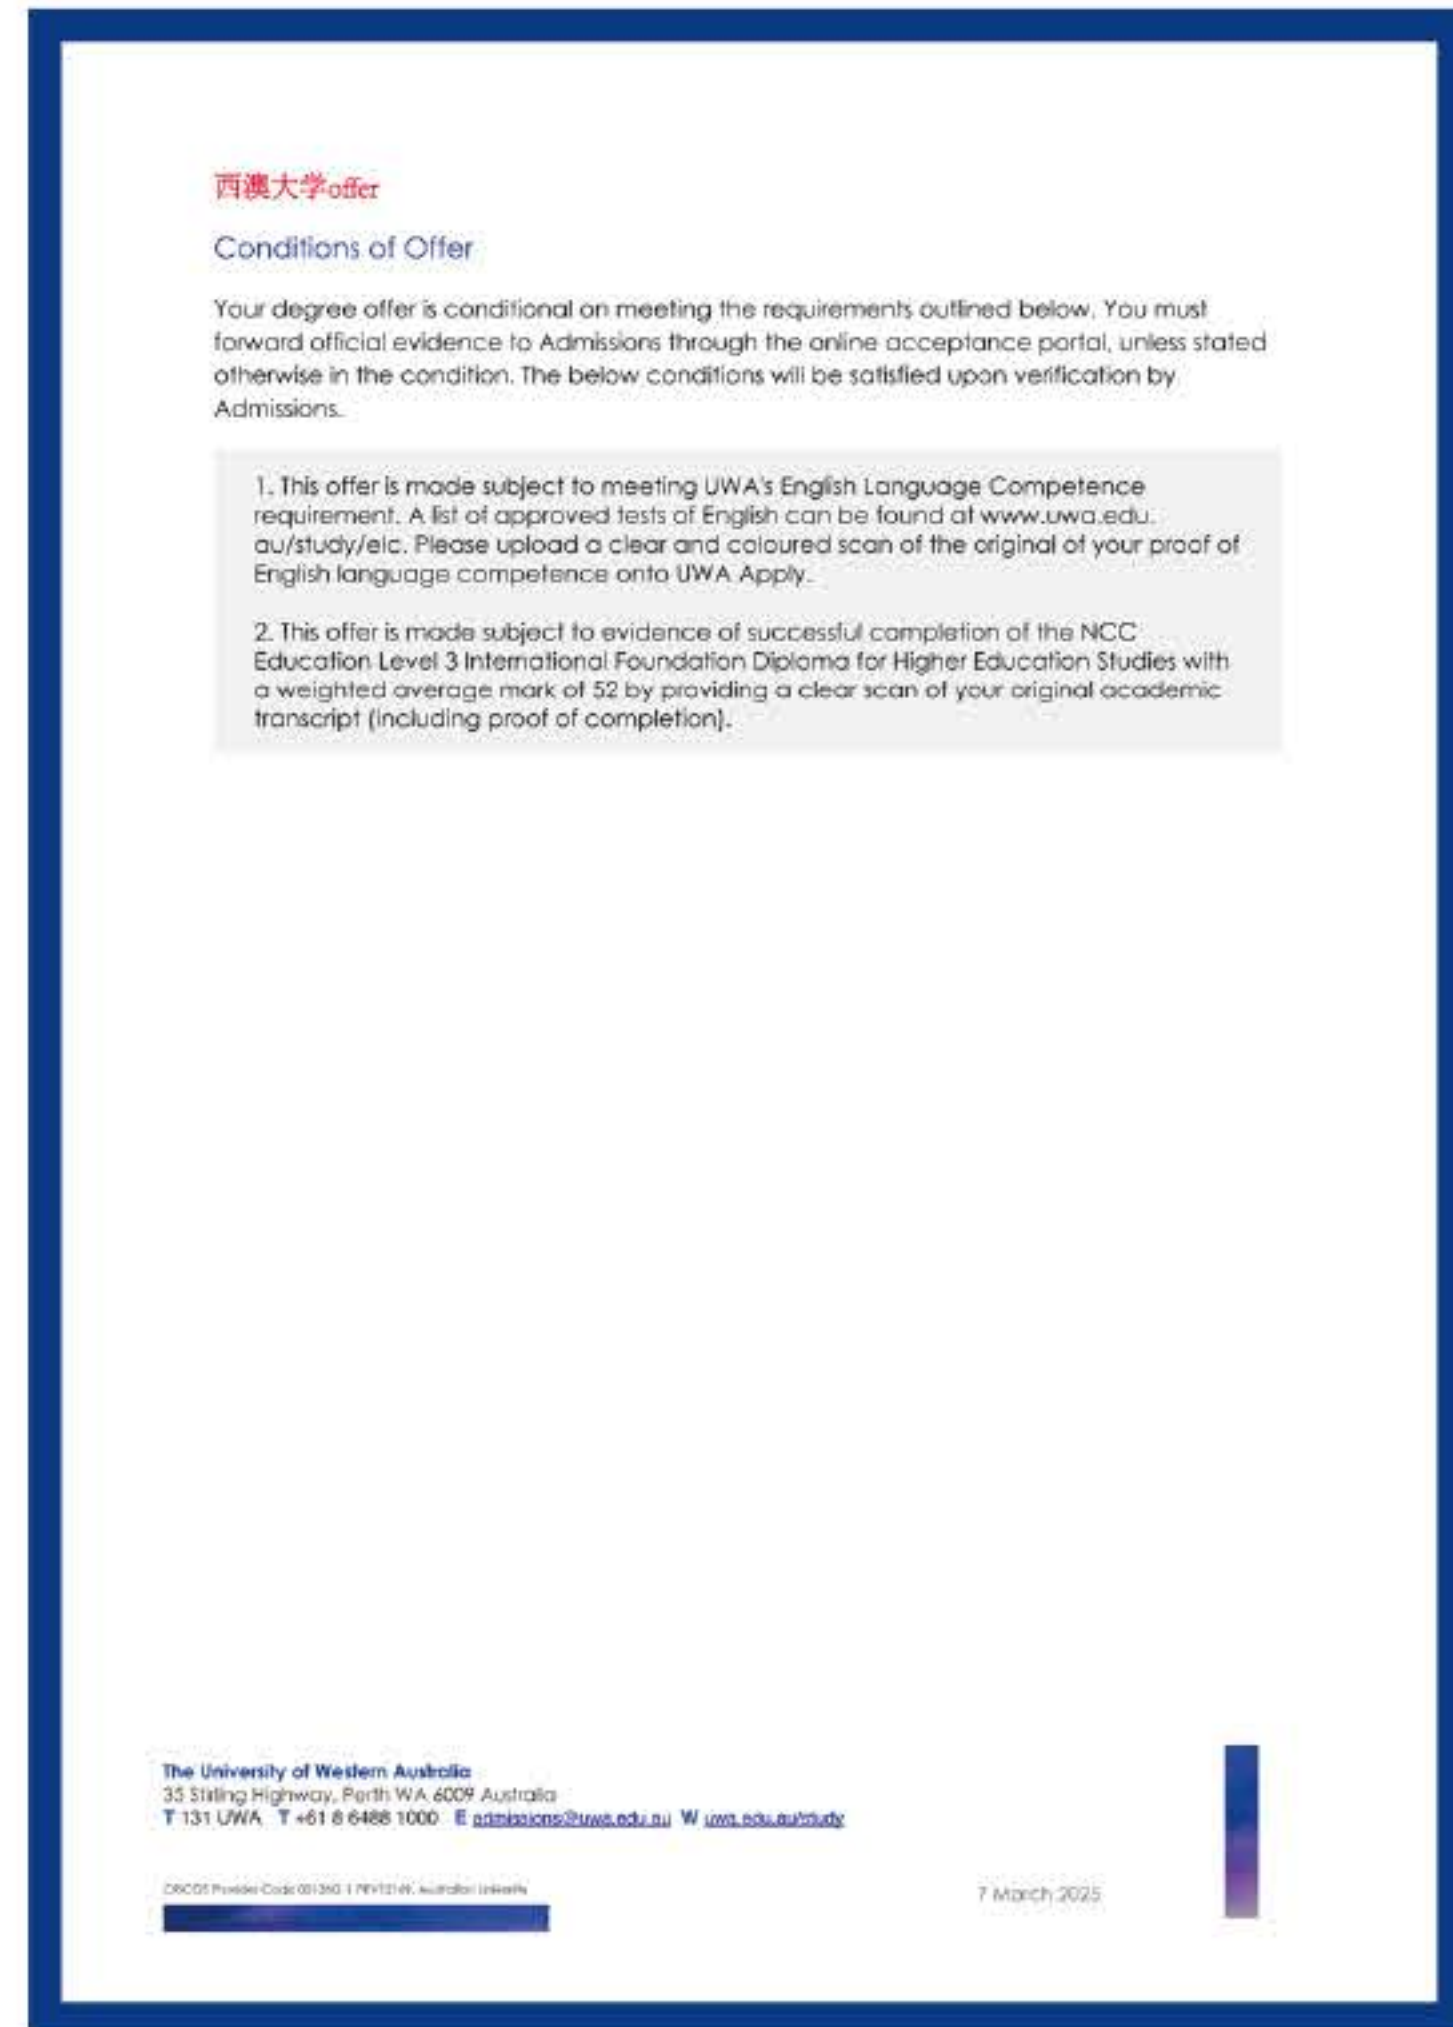 西澳大学offer
Conditions of Offer
Your degree offer is conditional on meeting the requirements outlined below. You must
forward official evidence to Admissions through the online acceptance portal, unless stated
otherwise in the condition. The below conditions will be satisfied upon verification by
Admissions.
1. This offer is made subject to meeting UWA's English Language Competence
requirement. A list of approved tests of English can be found at www.uwa.edu.
au/study/elc. Please upload a clear and coloured scan of the original of your proof of
English language competence onto UWA Apply.
2. This offer is made subject to evidence of successful completion of the NCC
Education Level 3 International Foundation Diploma for Higher Education Studies with
a weighted average mark of 52 by providing a clear scan of your original academic
transcript (including proof of completion).
The University of Western Australia
35 Stirling Highway, Perth WA 6009 Australia
T 131 UWA T +61 8 6488 1000 E admissions@uwa.edu.au W uwa.edu.au/study
CRICOS Provider Code
7 March 2025